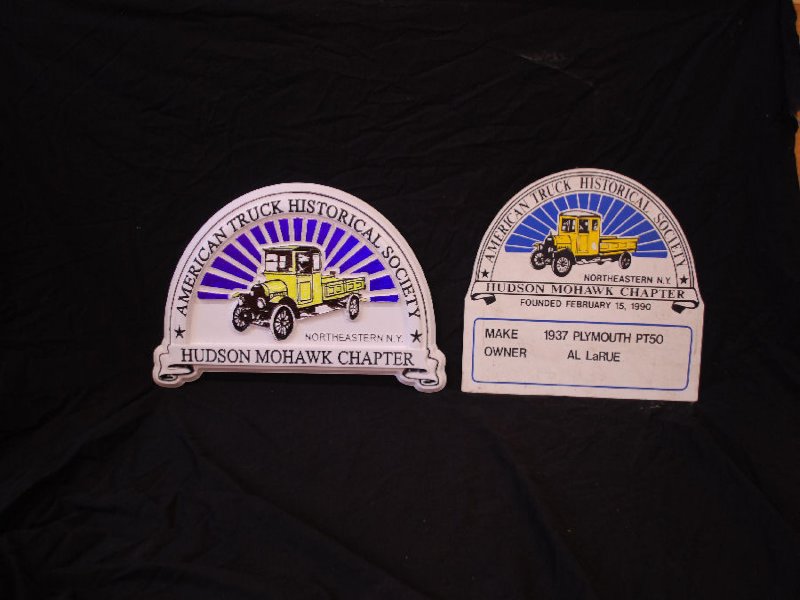 AMERICAN TRUCK HISTORICAL SOCIETY
NORTHEASTERN N.Y.
HUDSON MOHAWK CHAPTER
AMERICAN TRUCK HISTORICAL SOCIETY
NORTHEASTERN N.Y.
HUDSON MOHAWK CHAPTER
FOUNDED FEBRUARY 15, 1990
MAKE 1937 PLYMOUTH PT50
OWNER AL LaRUE